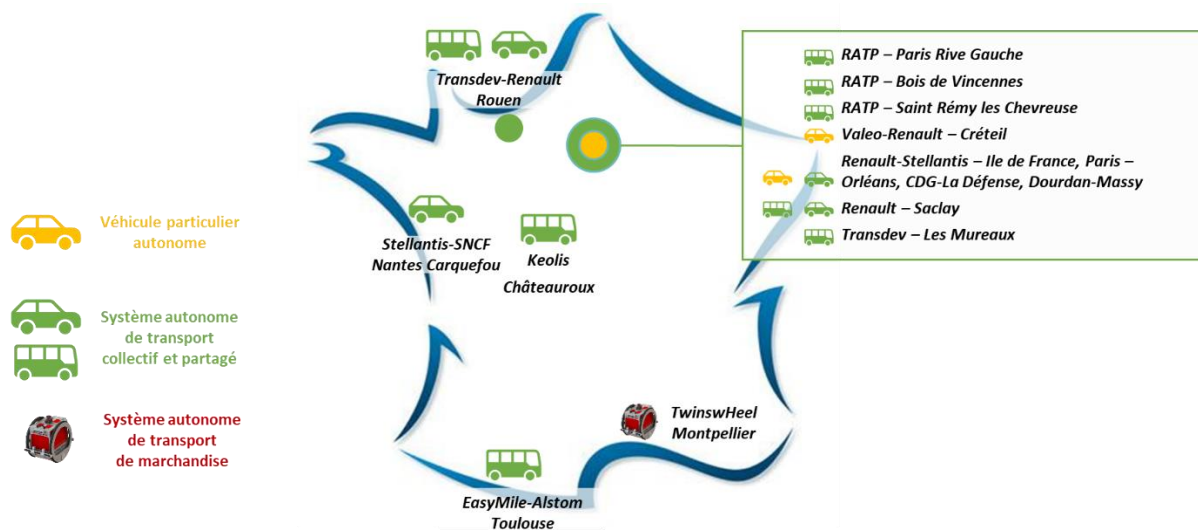 Transdev-Renault
Rouen
RATP – Paris Rive Gauche
RATP – Bois de Vincennes
RATP – Saint Rémy les Chevreuse
Valeo-Renault – Créteil
Renault-Stellantis – Ile de France, Paris –
Orléans, CDG-La Défense, Dourdan-Massy
Renault – Saclay
Transdev – Les Mureaux
Véhicule particulier
autonome
Stellantis-SNCF
Nantes Carquefou
Keolis
Châteauroux
Système autonome
de transport
collectif et partagé
Système autonome
de transport
de marchandise
TwinswHeel
Montpellier
EasyMile-Alstom
Toulouse